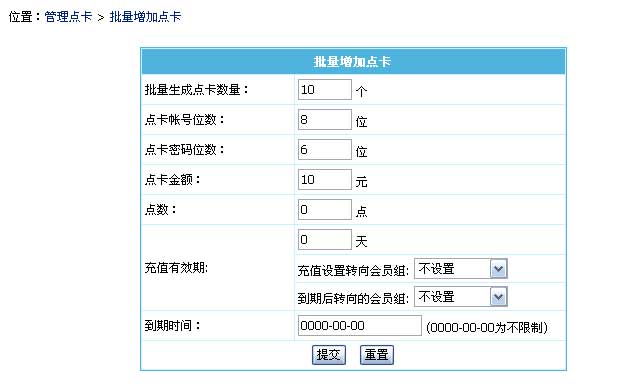 位置：管理点卡 > 批量增加点卡
批量增加点卡
批量生成点卡数量： 10 个
点卡帐号位数： 8 位
点卡密码位数： 6 位
点卡金额： 10 元
点数： 0 点
0 天
充值有效期: 充值设置转向会员组: 不设置
到期后转向的会员组: 不设置
到期时间： 0000-00-00 (0000-00-00为不限制)
提交 重置